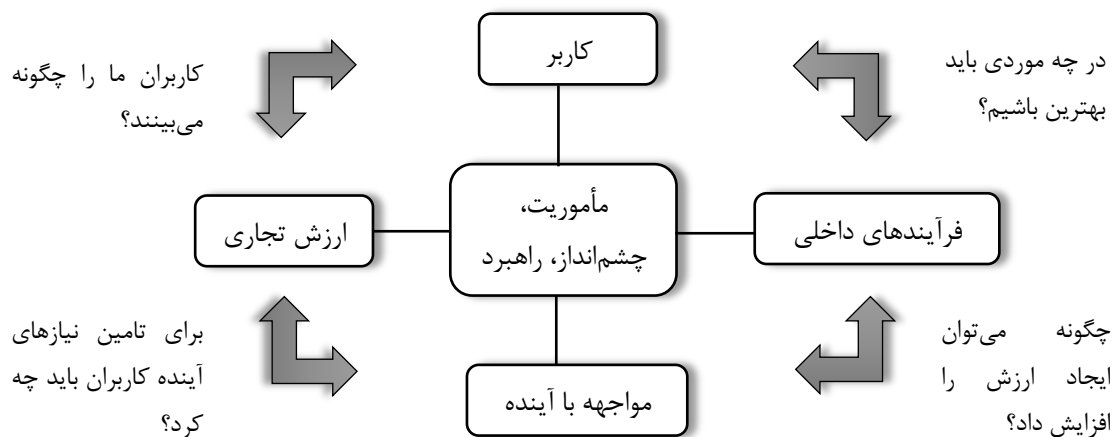 کاربر
در چه موردی باید
بهترین باشیم؟
کاربران ما را چگونه
می‌بینند؟
مأموریت،
چشم‌انداز، راهبرد
فرآیندهای داخلی
ارزش تجاری
چگونه می‌توان
ایجاد ارزش را
افزایش داد؟
برای تامین نیازهای
آینده کاربران باید چه
کرد؟
مواجهه با آینده